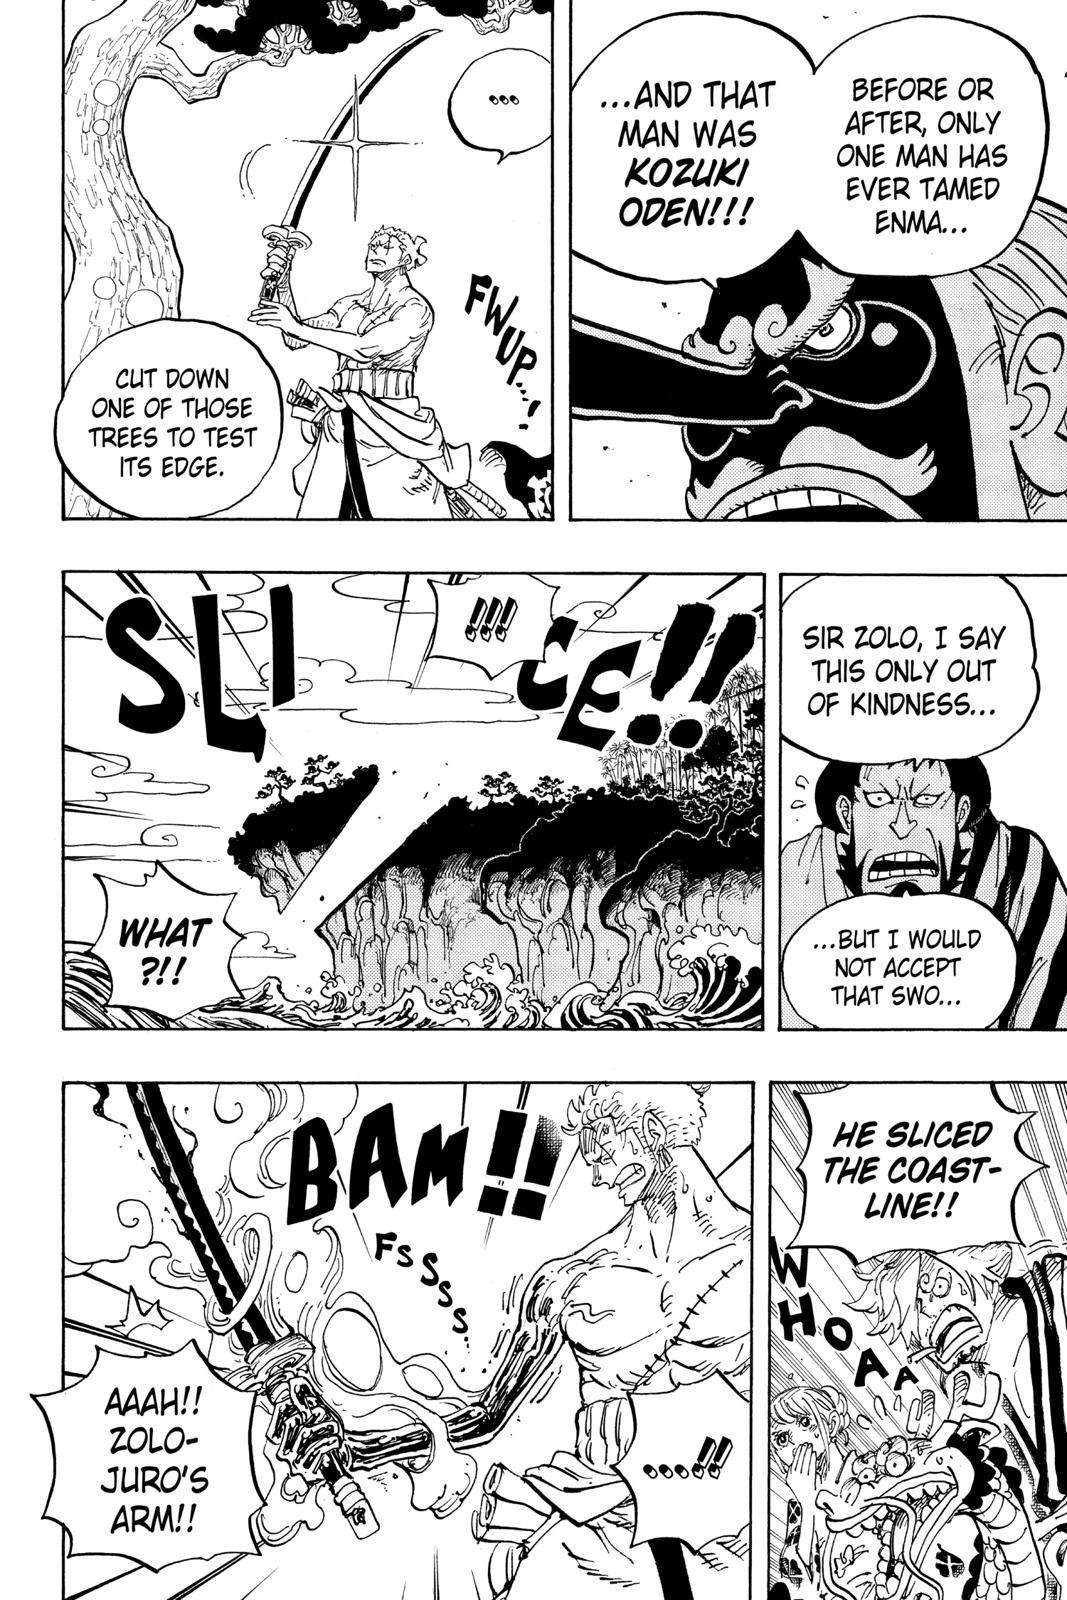 BEFORE OR
AFTER, ONLY
ONE MAN HAS
EVER TAMED
ENMA...
...AND THAT
MAN WAS
KOZUKI
ODEN!!!
...
FWUP...!
CUT DOWN
ONE OF THOSE
TREES TO TEST
ITS EDGE.
SIR ZOLO, I SAY
THIS ONLY OUT
OF KINDNESS...
...BUT I WOULD
NOT ACCEPT
THAT SWO...
!!!
SLICE!!
WHAT
?!!
HE SLICED
THE COAST-
LINE!!
WHOAA
BAM!!
FSSSS.
....!!
AAAH!!
ZOLO-
JURO'S
ARM!!